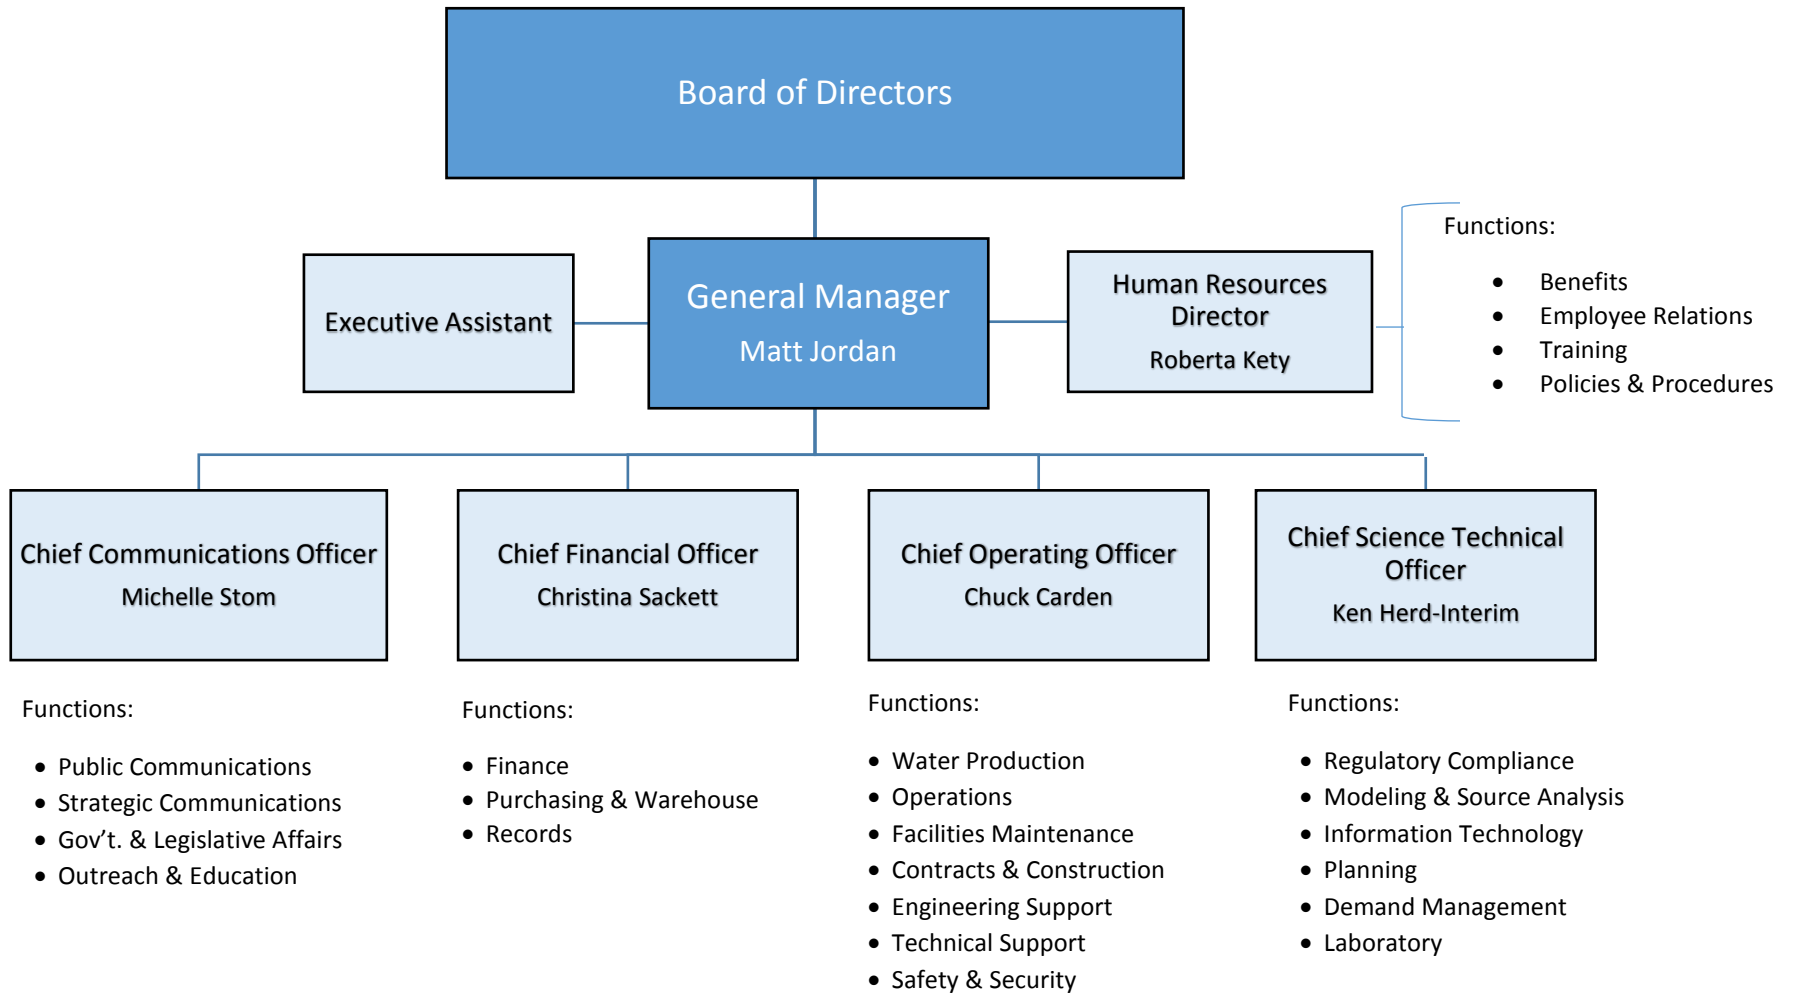 Board of Directors
Executive Assistant
General Manager
Matt Jordan
Human Resources
Director
Roberta Kety
Functions:
• Benefits
• Employee Relations
• Training
• Policies & Procedures
Chief Communications Officer
Michelle Stom
Chief Financial Officer
Christina Sackett
Chief Operating Officer
Chuck Carden
Chief Science Technical
Officer
Ken Herd-Interim
Functions:
• Public Communications
• Strategic Communications
• Gov’t. & Legislative Affairs
• Outreach & Education
Functions:
• Finance
• Purchasing & Warehouse
• Records
Functions:
• Water Production
• Operations
• Facilities Maintenance
• Contracts & Construction
• Engineering Support
• Technical Support
• Safety & Security
Functions:
• Regulatory Compliance
• Modeling & Source Analysis
• Information Technology
• Planning
• Demand Management
• Laboratory